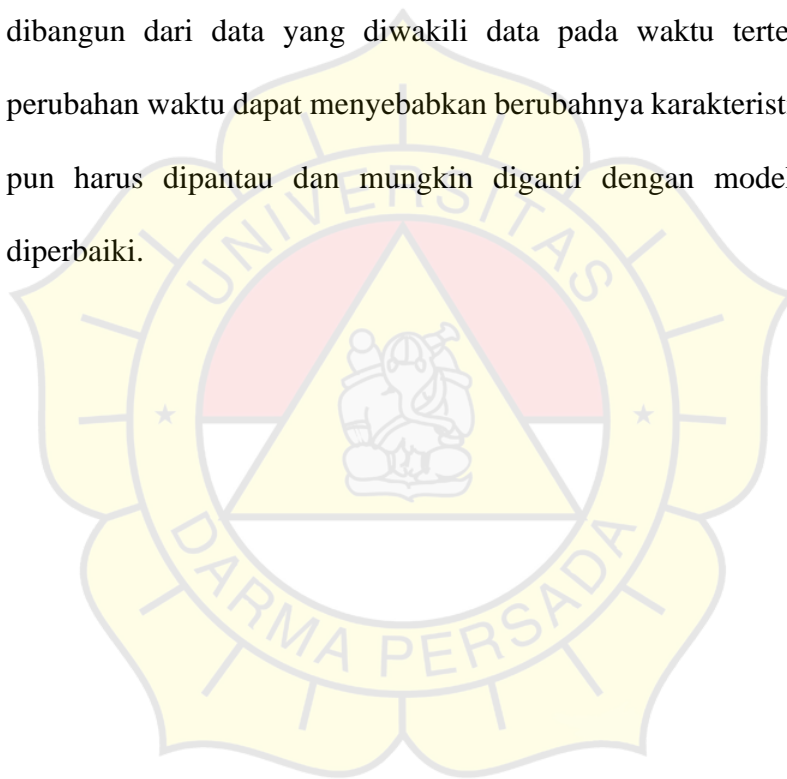 dibangun dari data yang diwakili data pada waktu
perubahan waktu dapat menyebabkan berubahnya
pun harus dipantau dan mungkin diganti dengan
diperbaiki.
UNIVERSITAS
DARMA PERSADA